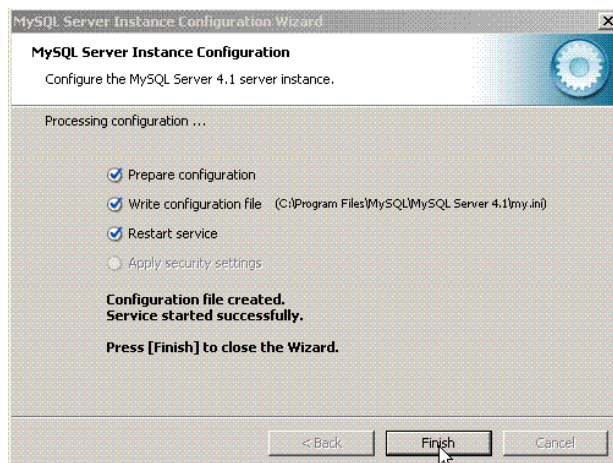 MySQL Server Instance Configuration Wizard
MySQL Server Instance Configuration
Configure the MySQL Server 4.1 server instance.
Processing configuration ...
Prepare configuration
Write configuration file (C:\Program Files\MySQL\MySQL Server 4.1\my.ini)
Restart service
Apply security settings
Configuration file created.
Service started successfully.
Press [Finish] to close the Wizard.
< Back Finish Cancel